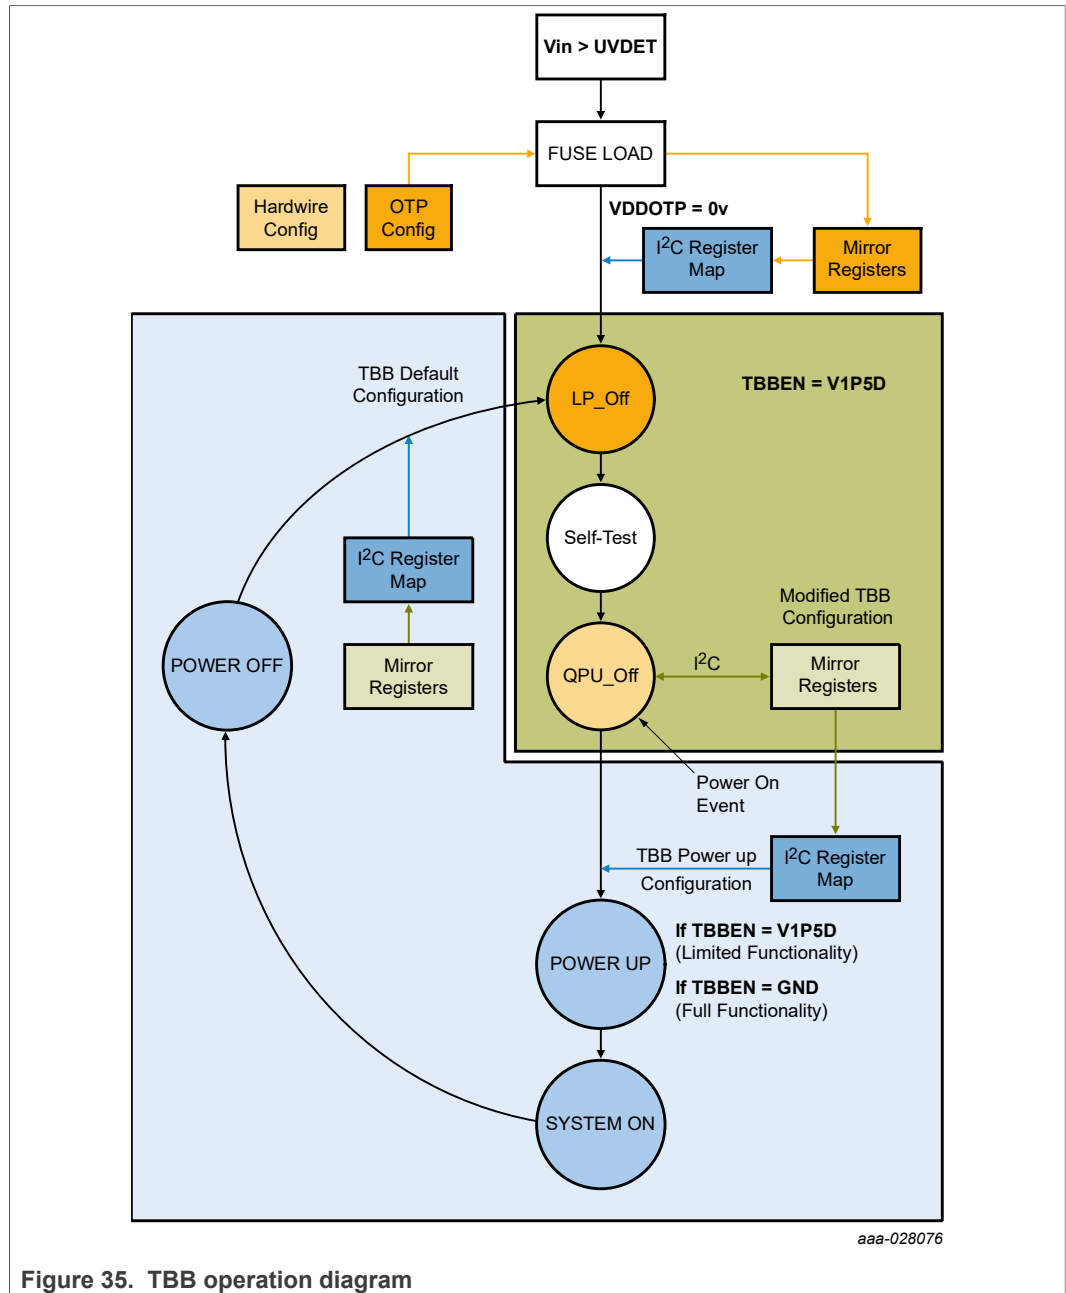 Vin > UVDET
FUSE LOAD
Hardwire
Config
OTP
Config
VDDOTP = 0v
I²C Register
Map
Mirror
Registers
TBB Default
Configuration
LP_Off
TBBEN = V1P5D
Self-Test
I²C Register
Map
Modified TBB
Configuration
POWER OFF
Mirror
Registers
QPU_Off
I²C
Mirror
Registers
Power On
Event
TBB Power up
Configuration
I²C Register
Map
POWER UP
If TBBEN = V1P5D
(Limited Functionality)
If TBBEN = GND
(Full Functionality)
SYSTEM ON
aaa-028076
Figure 35. TBB operation diagram